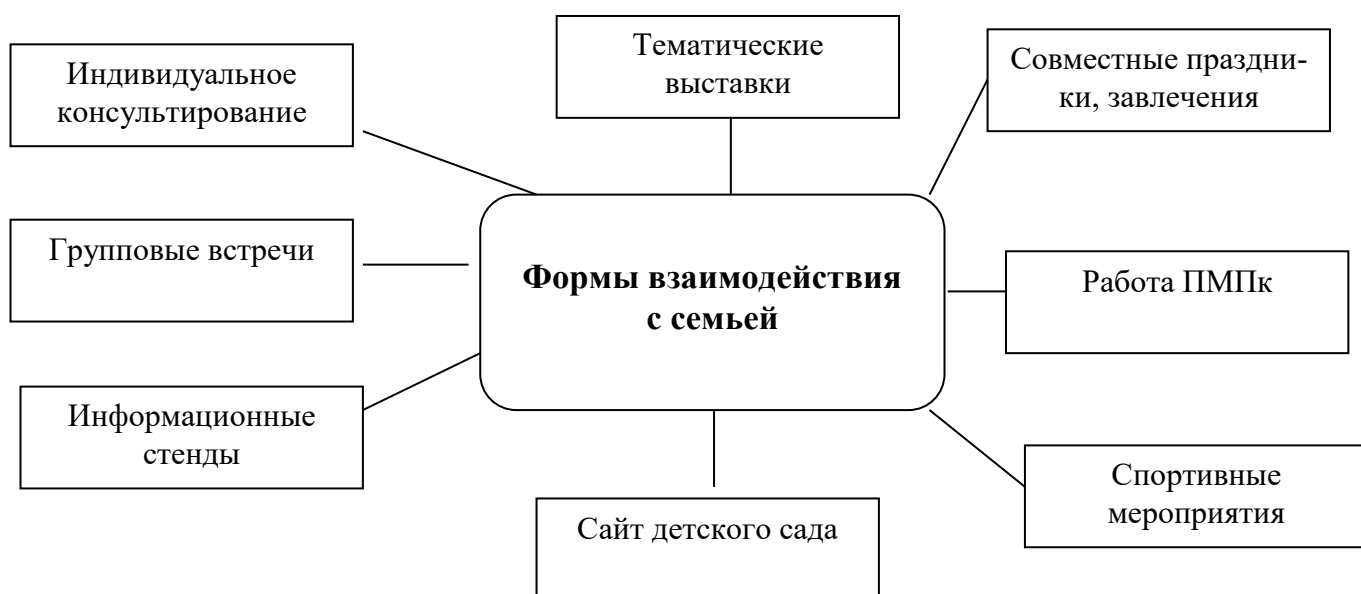 Индивидуальное
консультирование
Тематические
выставки
Совместные праздни-
ки, завлечения
Групповые встречи
Формы взаимодействия
с семьей
Работа ПМПк
Информационные
стенды
Сайт детского сада
Спортивные
мероприятия